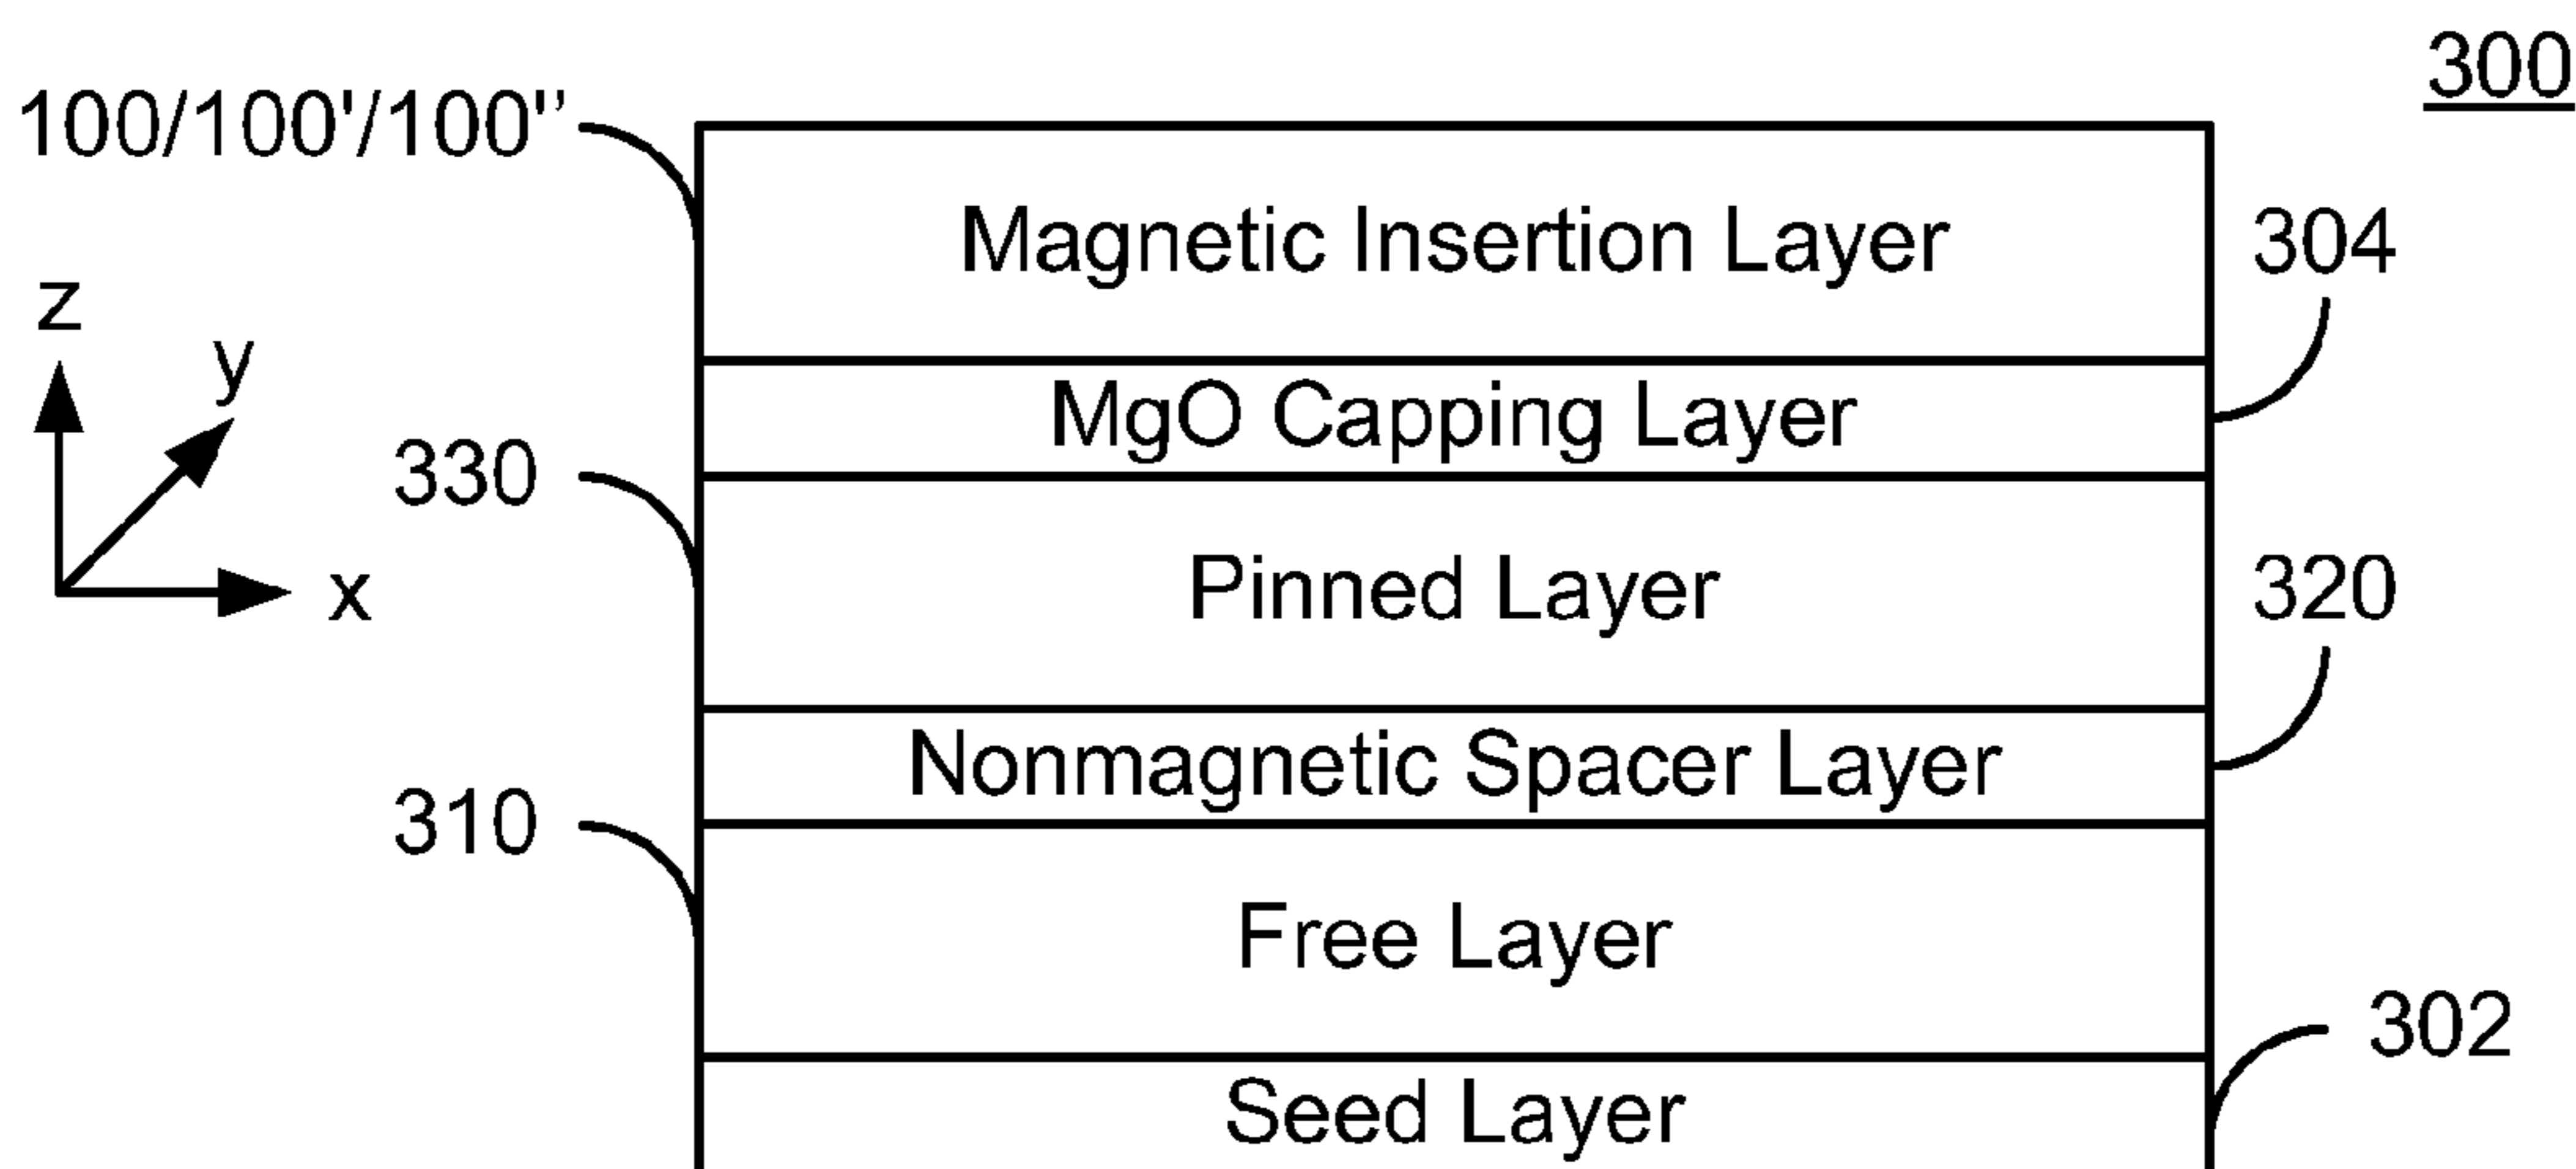 300
100/100'/100''
Magnetic Insertion Layer
304
z
y
x
MgO Capping Layer
330
Pinned Layer
320
Nonmagnetic Spacer Layer
310
Free Layer
302
Seed Layer